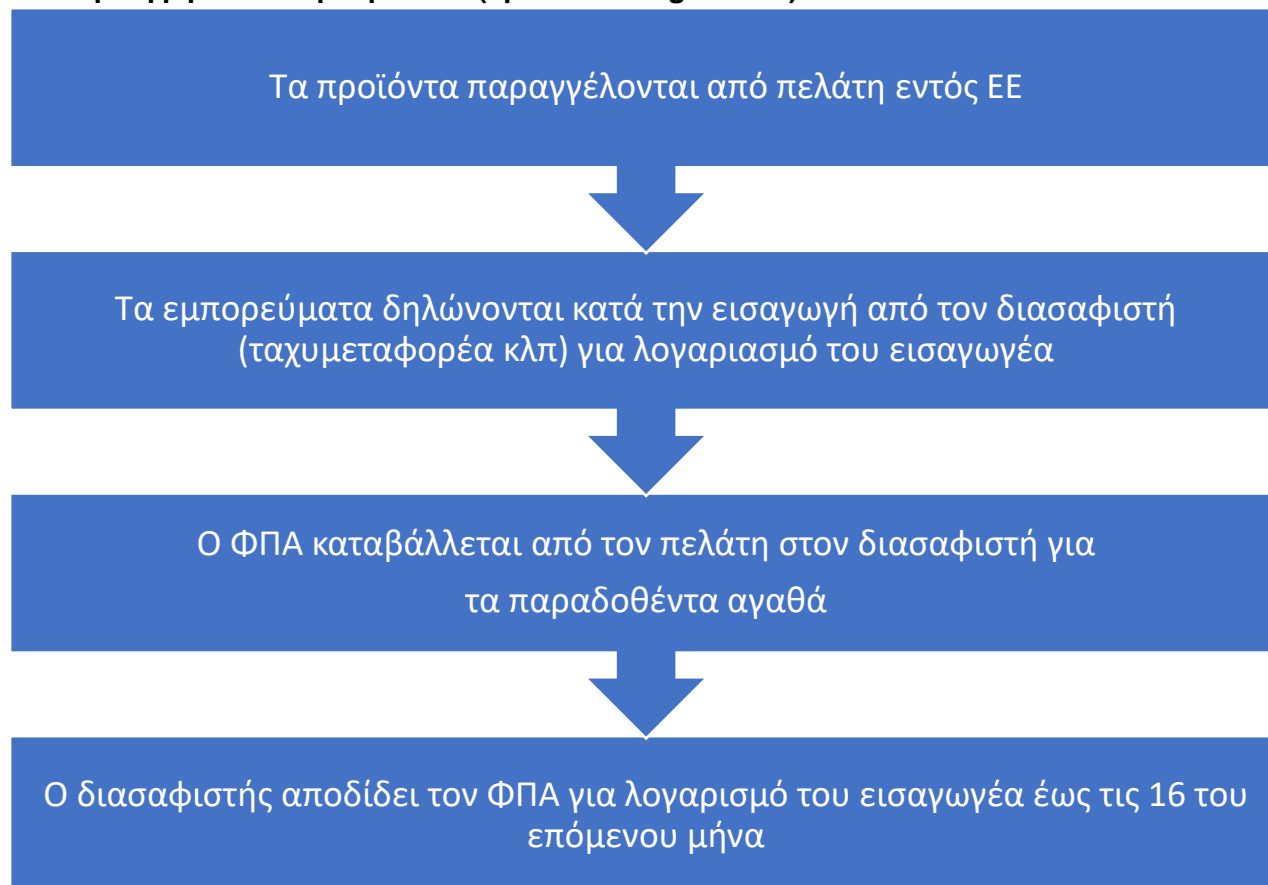 Τα προϊόντα παραγγέλονται από πελάτη εντός ΕΕ
Τα εμπορεύματα δηλώνονται κατά την εισαγωγή από τον διασαφιστή
(ταχυμεταφορέα κλπ) για λογαριασμό του εισαγωγέα
Ο ΦΠΑ καταβάλλεται από τον πελάτη στον διασαφιστή για
τα παραδοθέντα αγαθά
Ο διασαφιστής αποδίδει τον ΦΠΑ για λογαρισμό του εισαγωγέα έως τις 16 του
επόμενου μήνα